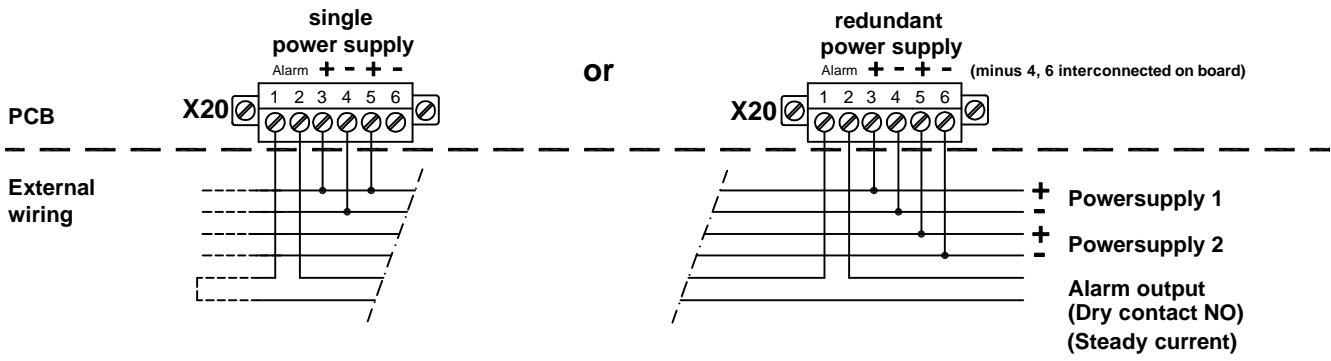 single
power supply
Alarm + - + -
1 2 3 4 5 6
X20
or
redundant
power supply
Alarm + - + - (minus 4, 6 interconnected on board)
1 2 3 4 5 6
X20
PCB
External
wiring
+ Powersupply 1
-
+ Powersupply 2
-
Alarm output
(Dry contact NO)
(Steady current)